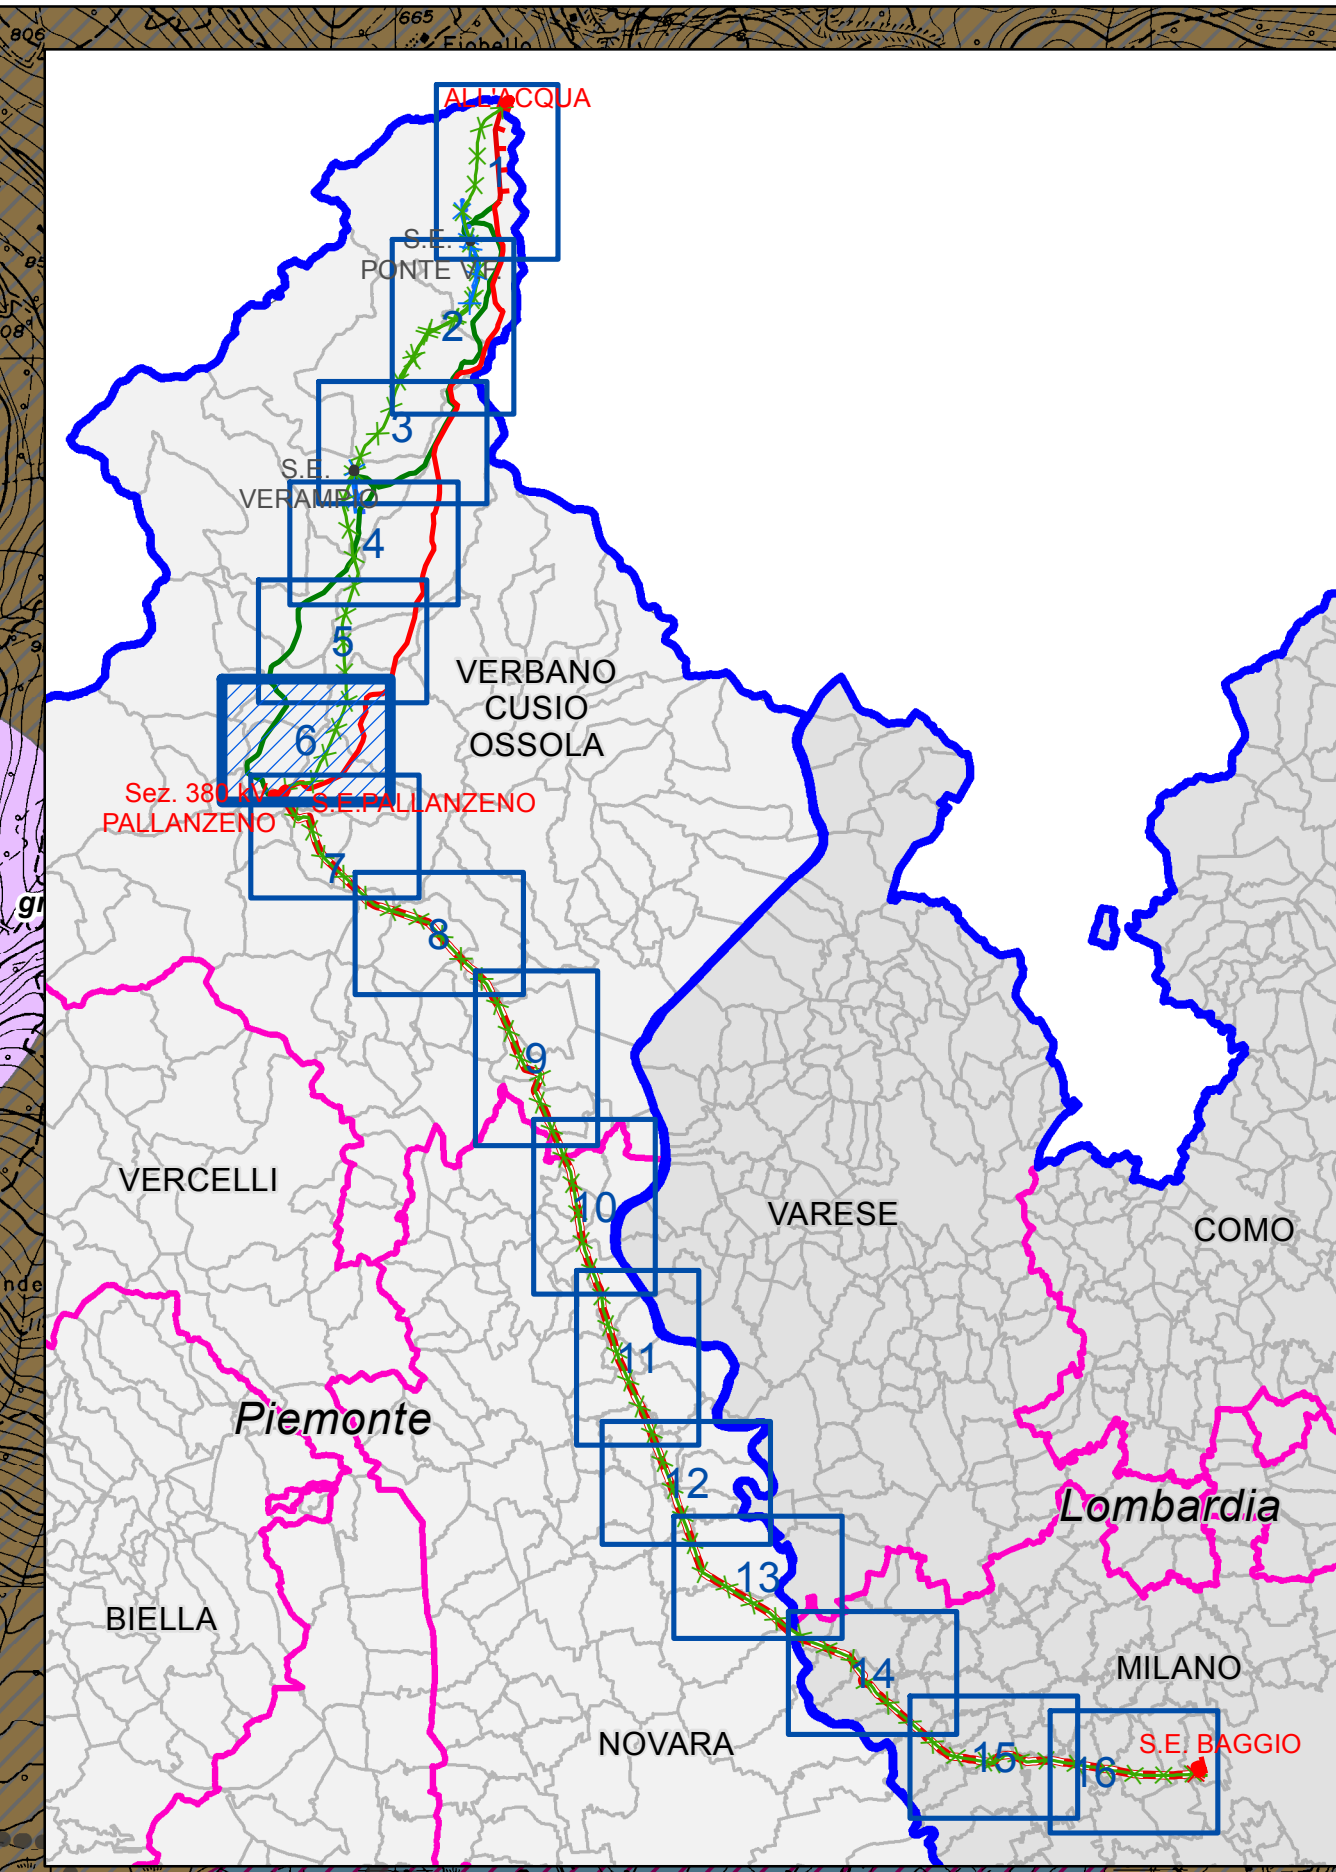 806
665
Fiobello
ALL'ACQUA
1
S.E.
PONTE V.F.
2
3
S.E.
VERAMPIO
4
5
VERBANO
CUSIO
OSSOLA
6
Sez. 380 kV
PALLANZENO
S.E.PALLANZENO
7
8
9
10
VERCELLI
VARESE
COMO
11
Piemonte
12
Lombardia
13
BIELLA
14
MILANO
NOVARA
S.E. BAGGIO
15
16